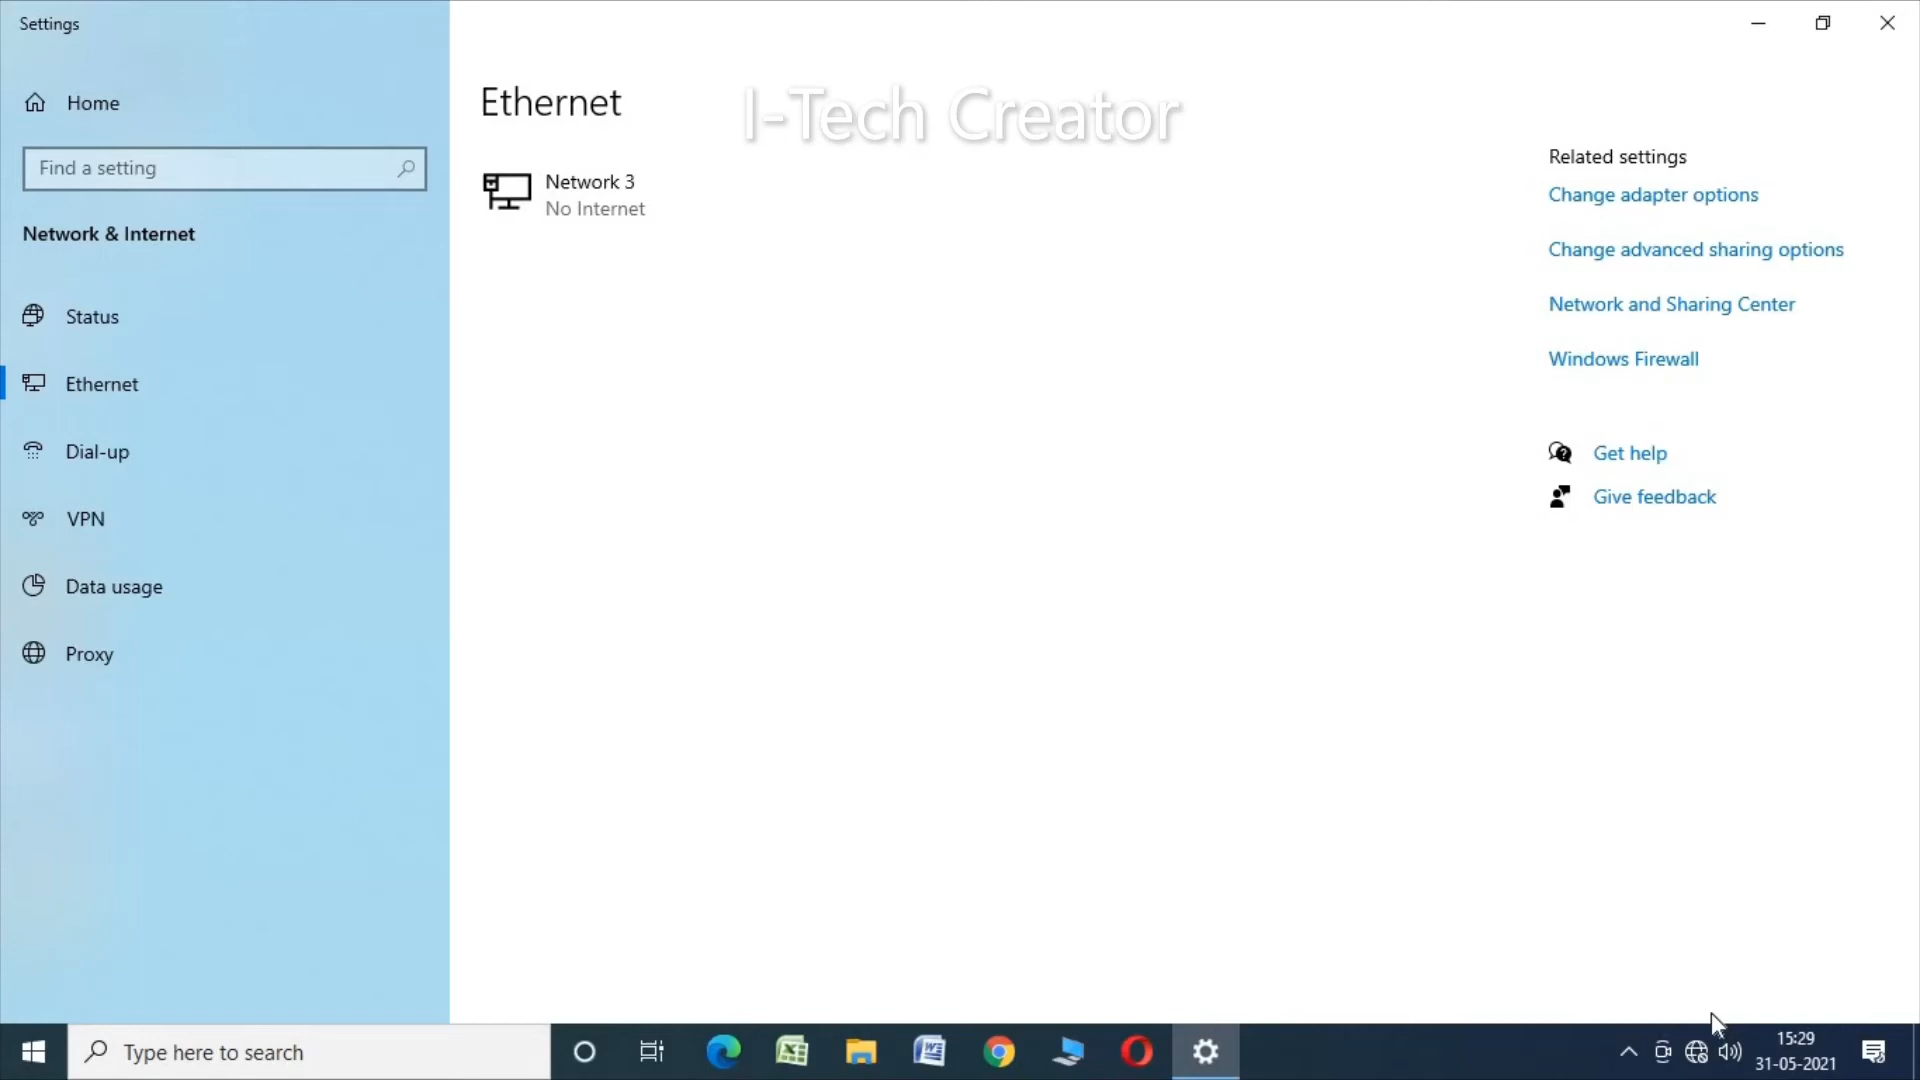 Settings
Home
Find a setting
Network & Internet
Status
Ethernet
Dial-up
VPN
Data usage
Proxy
Ethernet
I-Tech Creator
Network 3
No Internet
Related settings
Change adapter options
Change advanced sharing options
Network and Sharing Center
Windows Firewall
Get help
Give feedback
Type here to search
15:29
31-05-2021